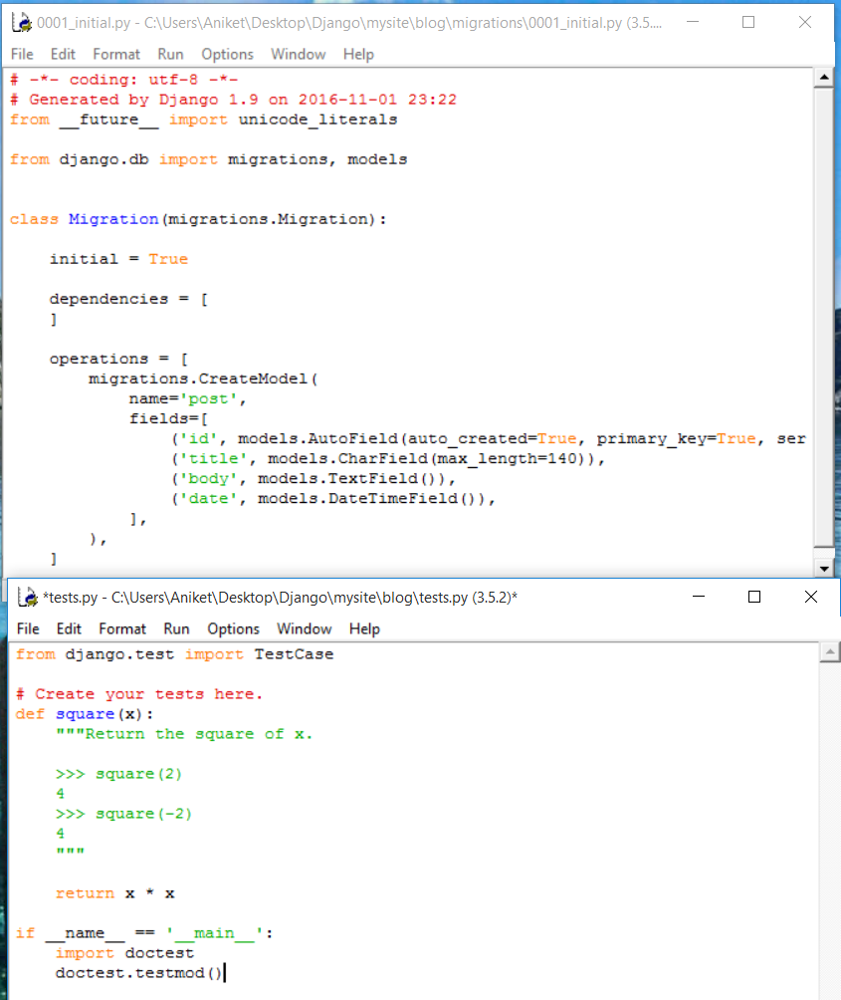 0001_initial.py - C:\Users\Aniket\Desktop\Django\mysite\blog\migrations\0001_initial.py (3.5....
File Edit Format Run Options Window Help
# -*- coding: utf-8 -*-
# Generated by Django 1.9 on 2016-11-01 23:22
from __future__ import unicode_literals

from django.db import migrations, models


class Migration(migrations.Migration):

    initial = True

    dependencies = [
    ]

    operations = [
        migrations.CreateModel(
            name='post',
            fields=[
                ('id', models.AutoField(auto_created=True, primary_key=True, ser
                ('title', models.CharField(max_length=140)),
                ('body', models.TextField()),
                ('date', models.DateTimeField()),
            ],
        ),
    ]
*tests.py - C:\Users\Aniket\Desktop\Django\mysite\blog\tests.py (3.5.2)*
File Edit Format Run Options Window Help
from django.test import TestCase

# Create your tests here.
def square(x):
    """Return the square of x.

    >>> square(2)
    4
    >>> square(-2)
    4
    """

    return x * x

if __name__ == '__main__':
    import doctest
    doctest.testmod()